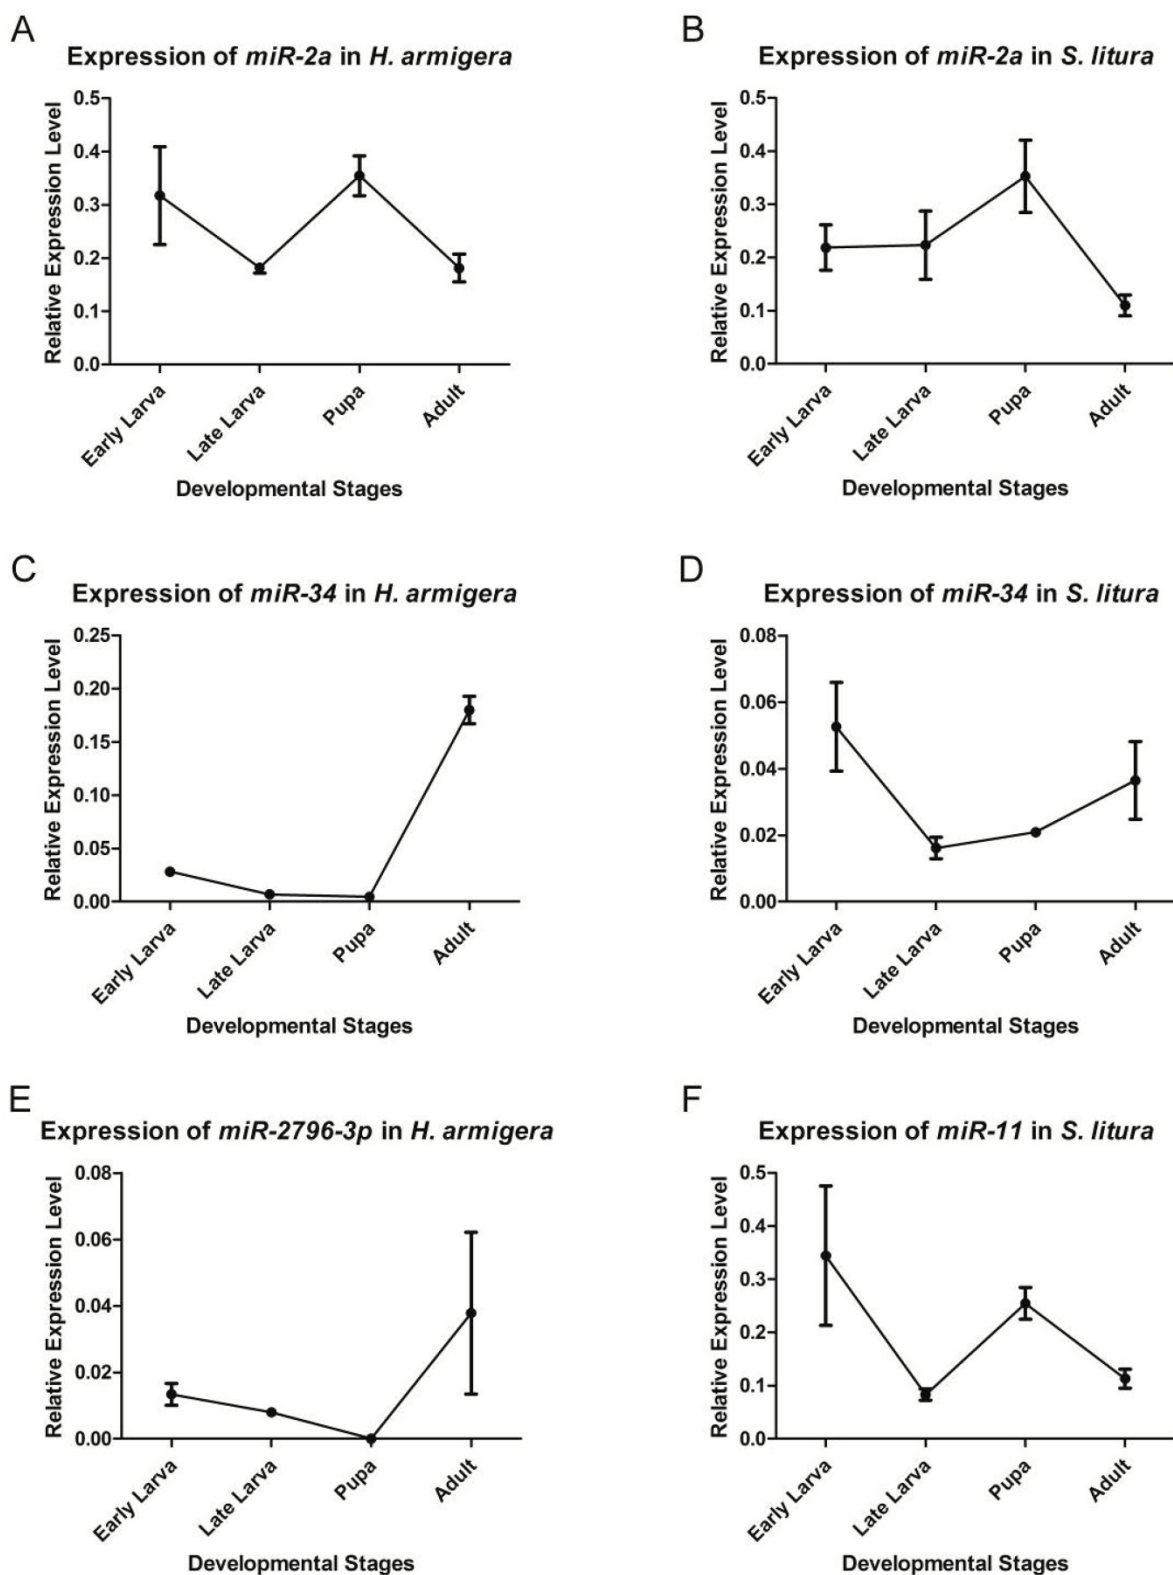 A
Expression of miR-2a in H. armigera
Relative Expression Level
0.5
0.4
0.3
0.2
0.1
0.0
Early Larva
Late Larva
Pupa
Adult
Developmental Stages
B
Expression of miR-2a in S. litura
Relative Expression Level
0.5
0.4
0.3
0.2
0.1
0.0
Early Larva
Late Larva
Pupa
Adult
Developmental Stages
C
Expression of miR-34 in H. armigera
Relative Expression Level
0.25
0.20
0.15
0.10
0.05
0.00
Early Larva
Late Larva
Pupa
Adult
Developmental Stages
D
Expression of miR-34 in S. litura
Relative Expression Level
0.08
0.06
0.04
0.02
0.00
Early Larva
Late Larva
Pupa
Adult
Developmental Stages
E
Expression of miR-2796-3p in H. armigera
Relative Expression Level
0.08
0.06
0.04
0.02
0.00
Early Larva
Late Larva
Pupa
Adult
Developmental Stages
F
Expression of miR-11 in S. litura
Relative Expression Level
0.5
0.4
0.3
0.2
0.1
0.0
Early Larva
Late Larva
Pupa
Adult
Developmental Stages